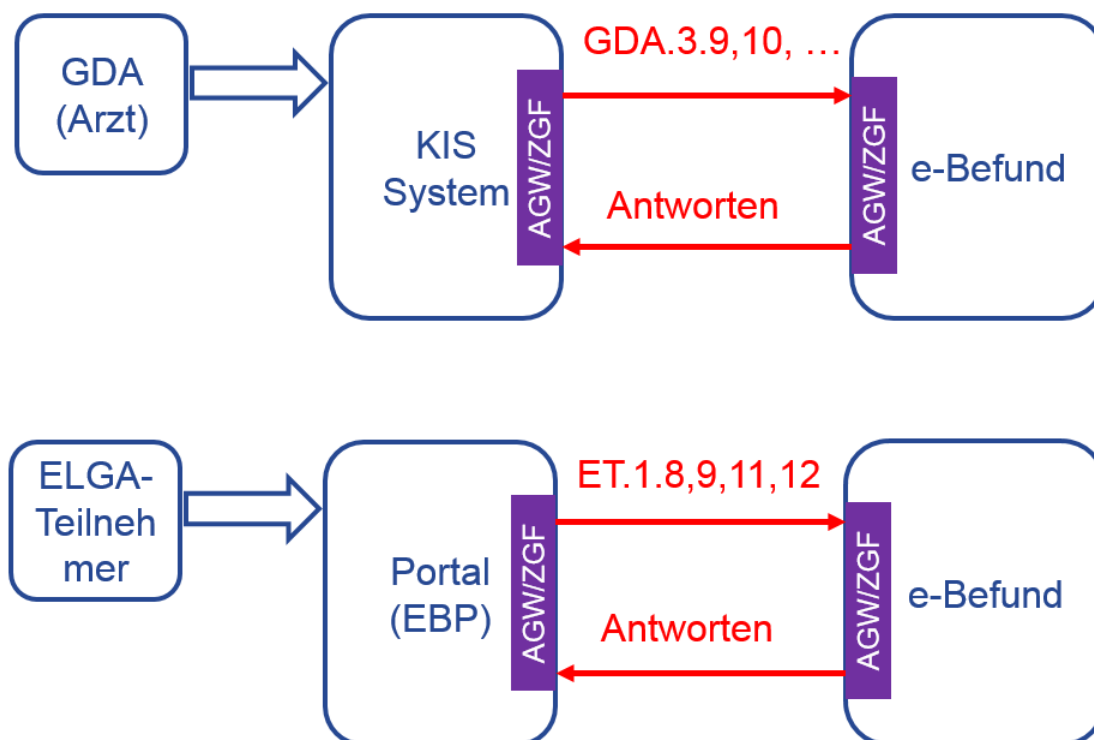 GDA
(Arzt)
KIS
System
AGW/ZGF
GDA.3.9,10, ...
Antworten
AGW/ZGF
e-Befund
ELGA-
Teilneh
mer
Portal
(EBP)
AGW/ZGF
ET.1.8,9,11,12
Antworten
AGW/ZGF
e-Befund